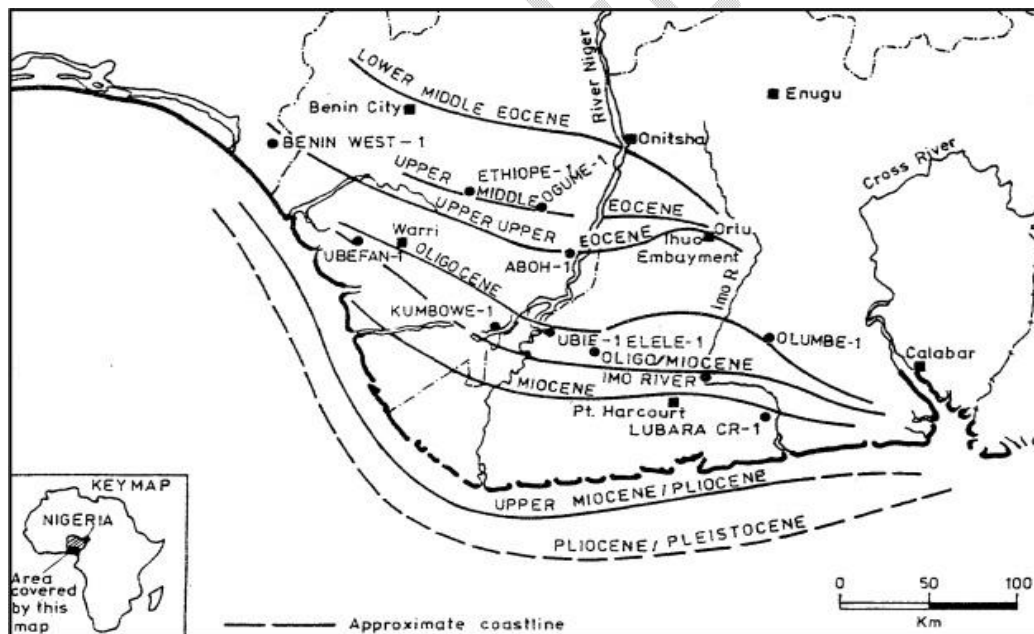 LOWER MIDDLE EOCENE
Benin City
River Niger
Enugu
Onitsha
Cross River
BENIN WEST-1
UPPER MIDDLE EOCENE
ETHIOPE-1
OGUME-1
UPPER UPPER EOCENE
Orlu
Ihuo
Embayment
Warri
UBEFAN-1
OLIGOCENE
ABOH-1
Imo R
KUMBOWE-1
UBIE-1
ELELE-1
OLUMBE-1
OLIGO/MIOCENE
Calabar
MIOCENE
IMO RIVER
Pt. Harcourt
LUBARA CR-1
UPPER MIOCENE/PLIOCENE
PLIOCENE/PLEISTOCENE
KEYMAP
NIGERIA
Area
covered
by this
map
0 50 100
Km
Approximate coastline